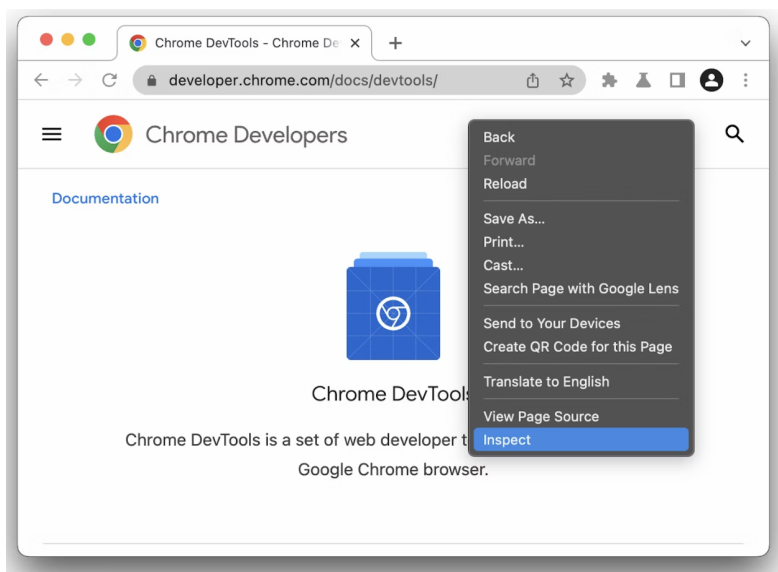 Chrome DevTools - Chrome De
developer.chrome.com/docs/devtools/
Chrome Developers
Documentation
Back
Forward
Reload
Save As...
Print...
Cast...
Search Page with Google Lens
Send to Your Devices
Create QR Code for this Page
Translate to English
View Page Source
Inspect
Chrome DevTools
Chrome DevTools is a set of web developer t
Google Chrome browser.